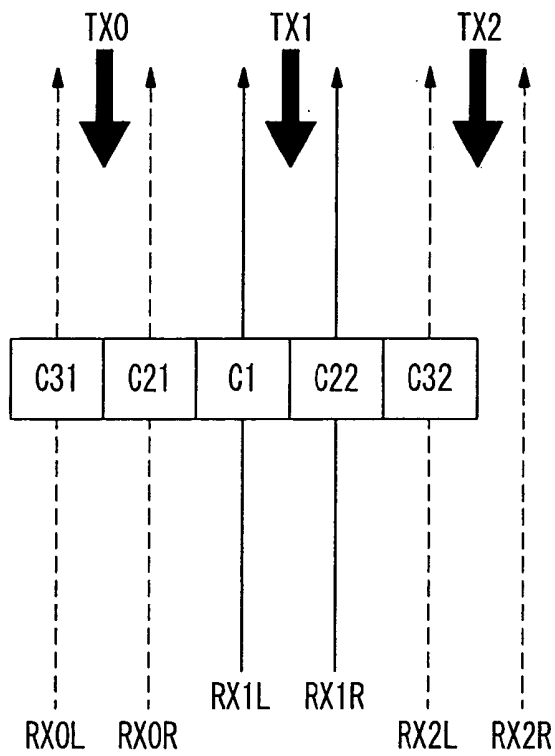 TX0 TX1 TX2
C31 C21 C1 C22 C32
RX1L RX1R
RX0L RX0R RX2L RX2R